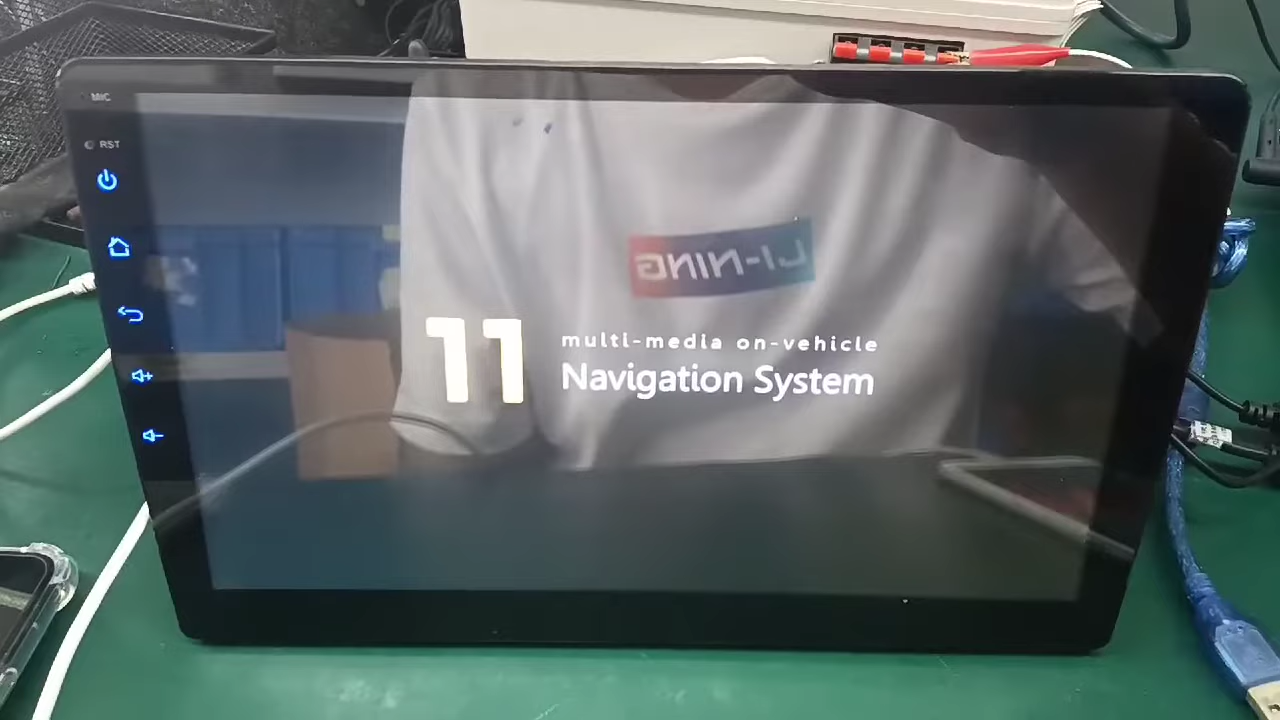 MIC
RST
LI-NING
11
multi-media on-vehicle
Navigation System